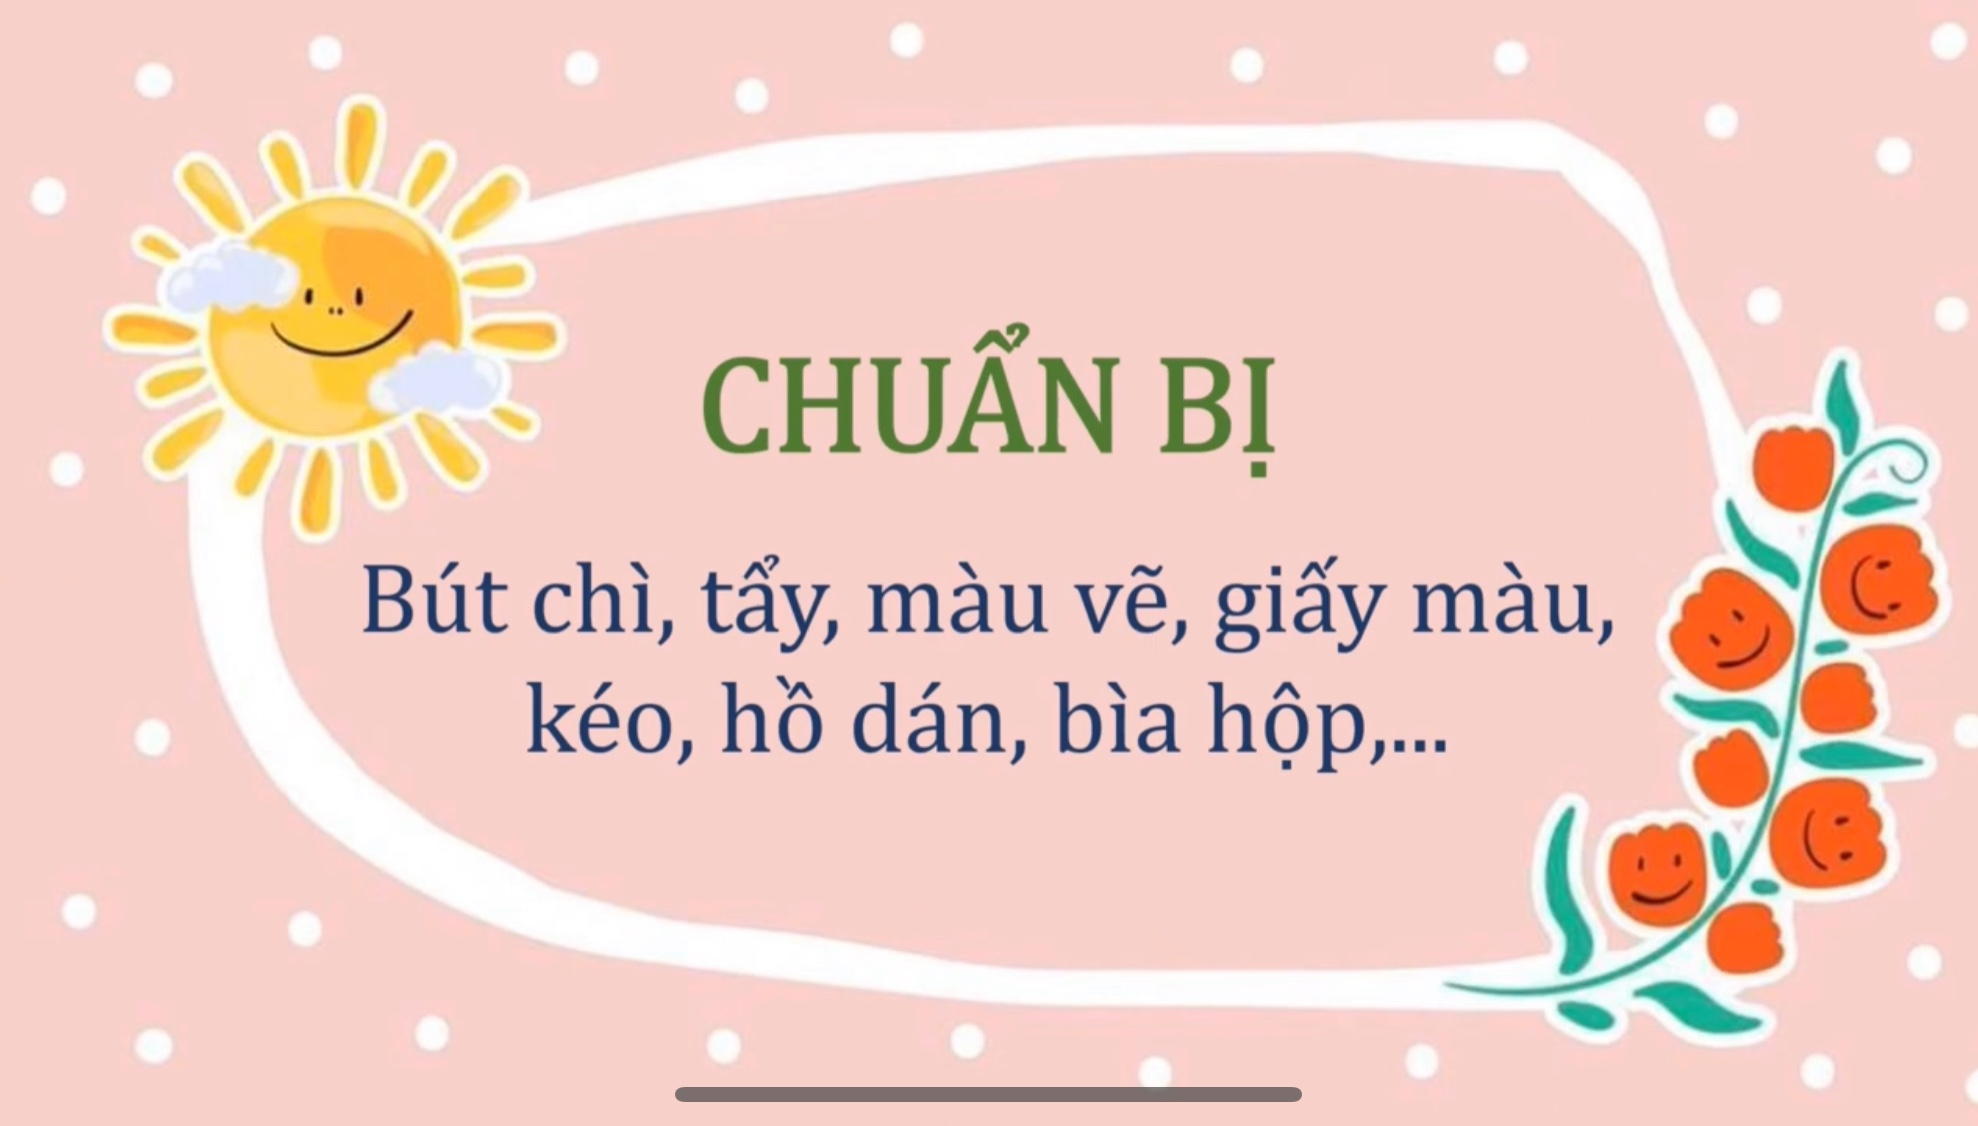 CHUẨN BỊ
Bút chì, tẩy, màu vẽ, giấy màu,
kéo, hồ dán, bìa hộp,...